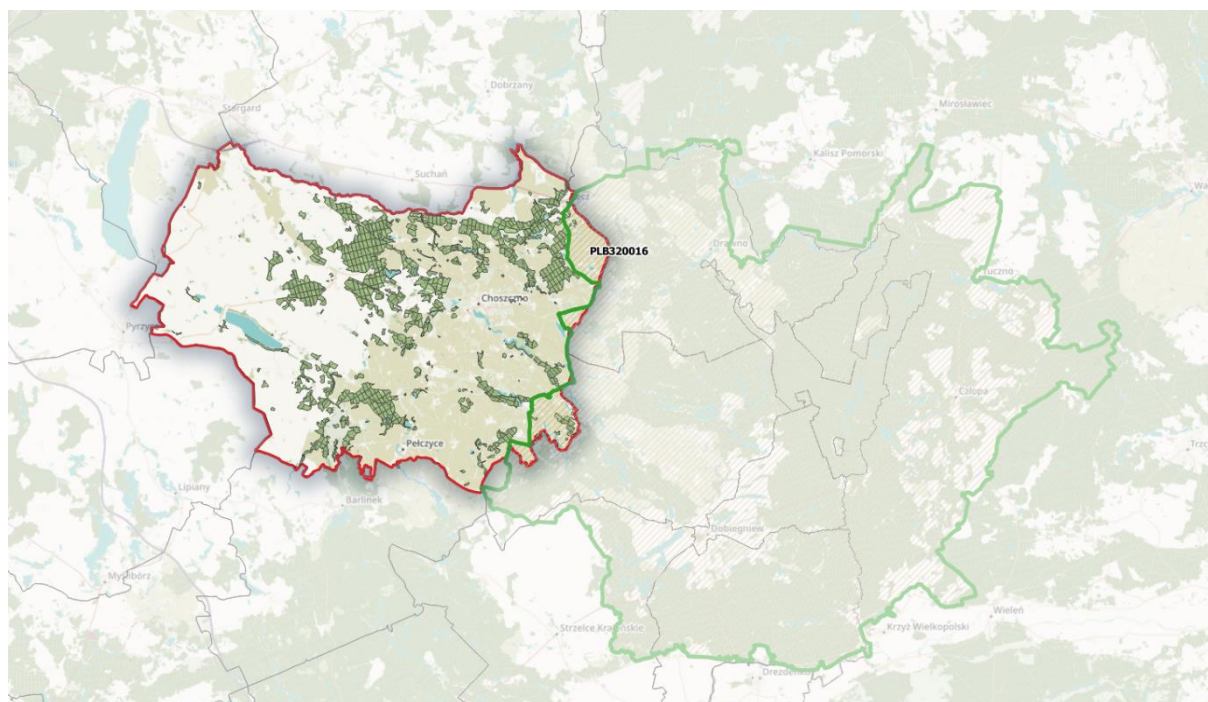 Dobrzany
Mirosławiec
Stargard
Kalisz Pomorski
Suchań
PLB320016
Drawno
Tuczno
Choszczno
Pyrzyce
Człopa
Pełczyce
Lipiany
Barlinek
Dobiegniew
Myślibórz
Wieleń
Strzelce Krajeńskie
Krzyż Wielkopolski
Drezdenko